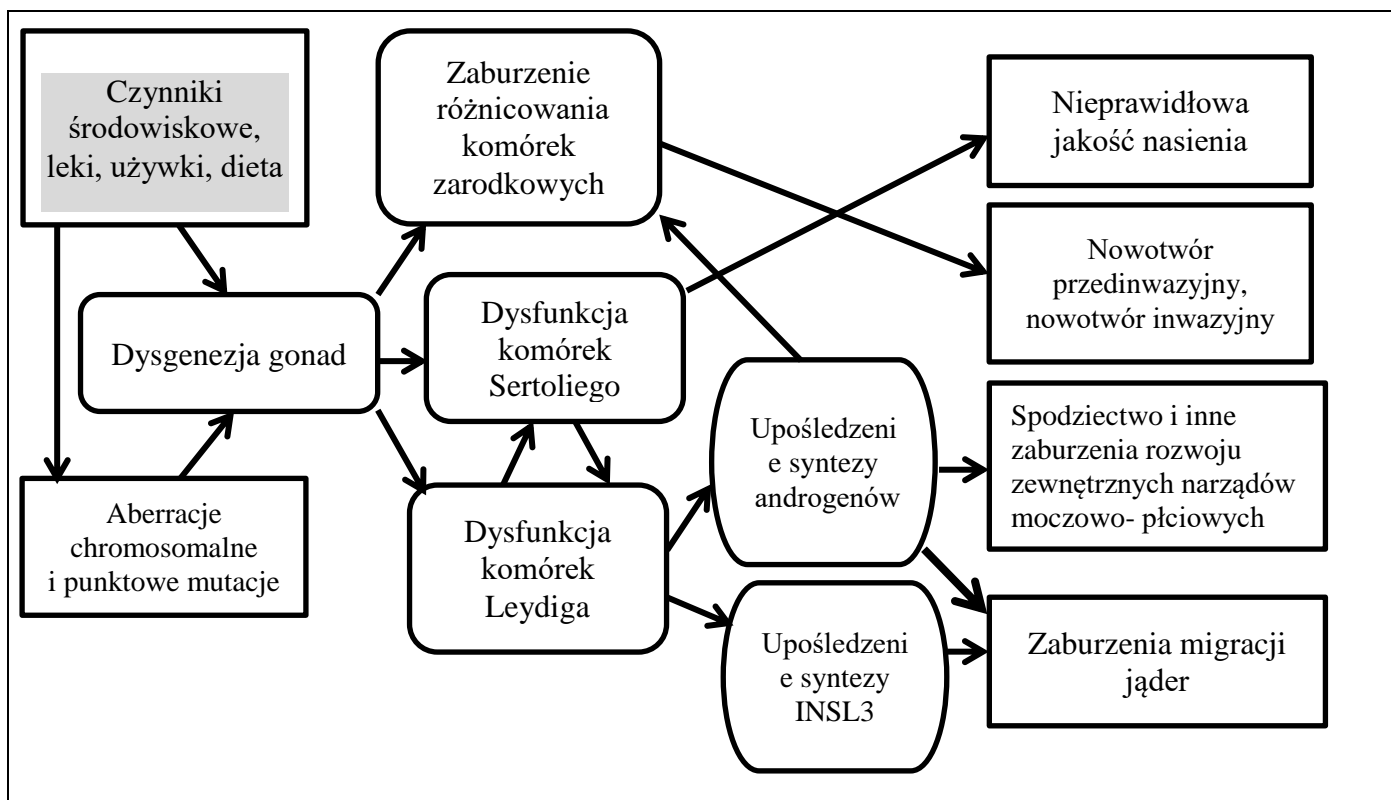 Czynniki
środowiskowe,
leki, używki, dieta
Zaburzenie
różnicowania
komórek
zarodkowych
Nieprawidłowa
jakość nasienia
Nowotwór
przedinwazyjny,
nowotwór inwazyjny
Dysgenezja gonad
Dysfunkcja
komórek
Sertoliego
Upośledzeni
e syntezy
androgenów
Spodziectwo i inne
zaburzenia rozwoju
zewnętrznych narządów
moczowo- płciowych
Aberracje
chromosomalne
i punktowe mutacje
Dysfunkcja
komórek
Leydiga
Upośledzeni
e syntezy
INSL3
Zaburzenia migracji
jąder